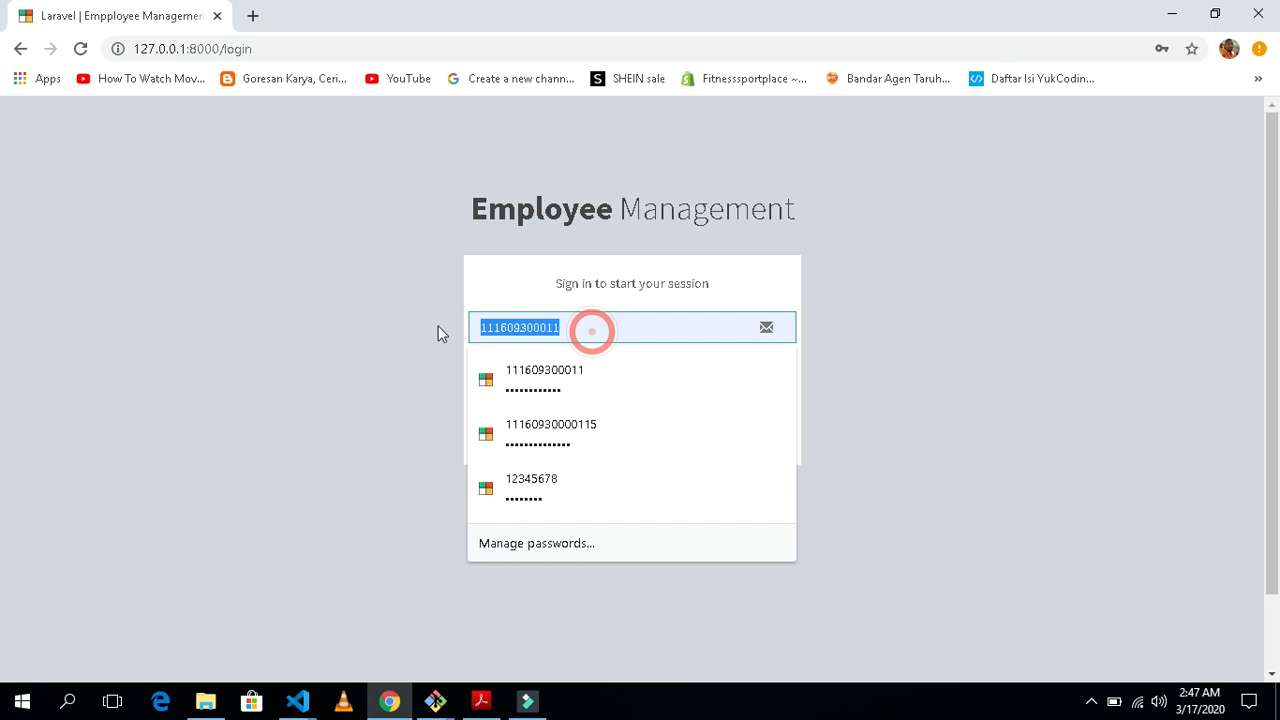 Laravel | Empployee Managemen
127.0.0.1:8000/login
Apps
How To Watch Mov...
Goresan Karya, Ceri...
YouTube
Create a new chann...
S
SHEIN sale
Fitnesssportplace ~...
Bandar Agen Taruh...
Daftar Isi YukCodin...
»
Employee Management
Sign in to start your session
111609300011
111609300011
••••••••••••
11160930000115
••••••••••••••
12345678
••••••••
Manage passwords...
2:47 AM
3/17/2020